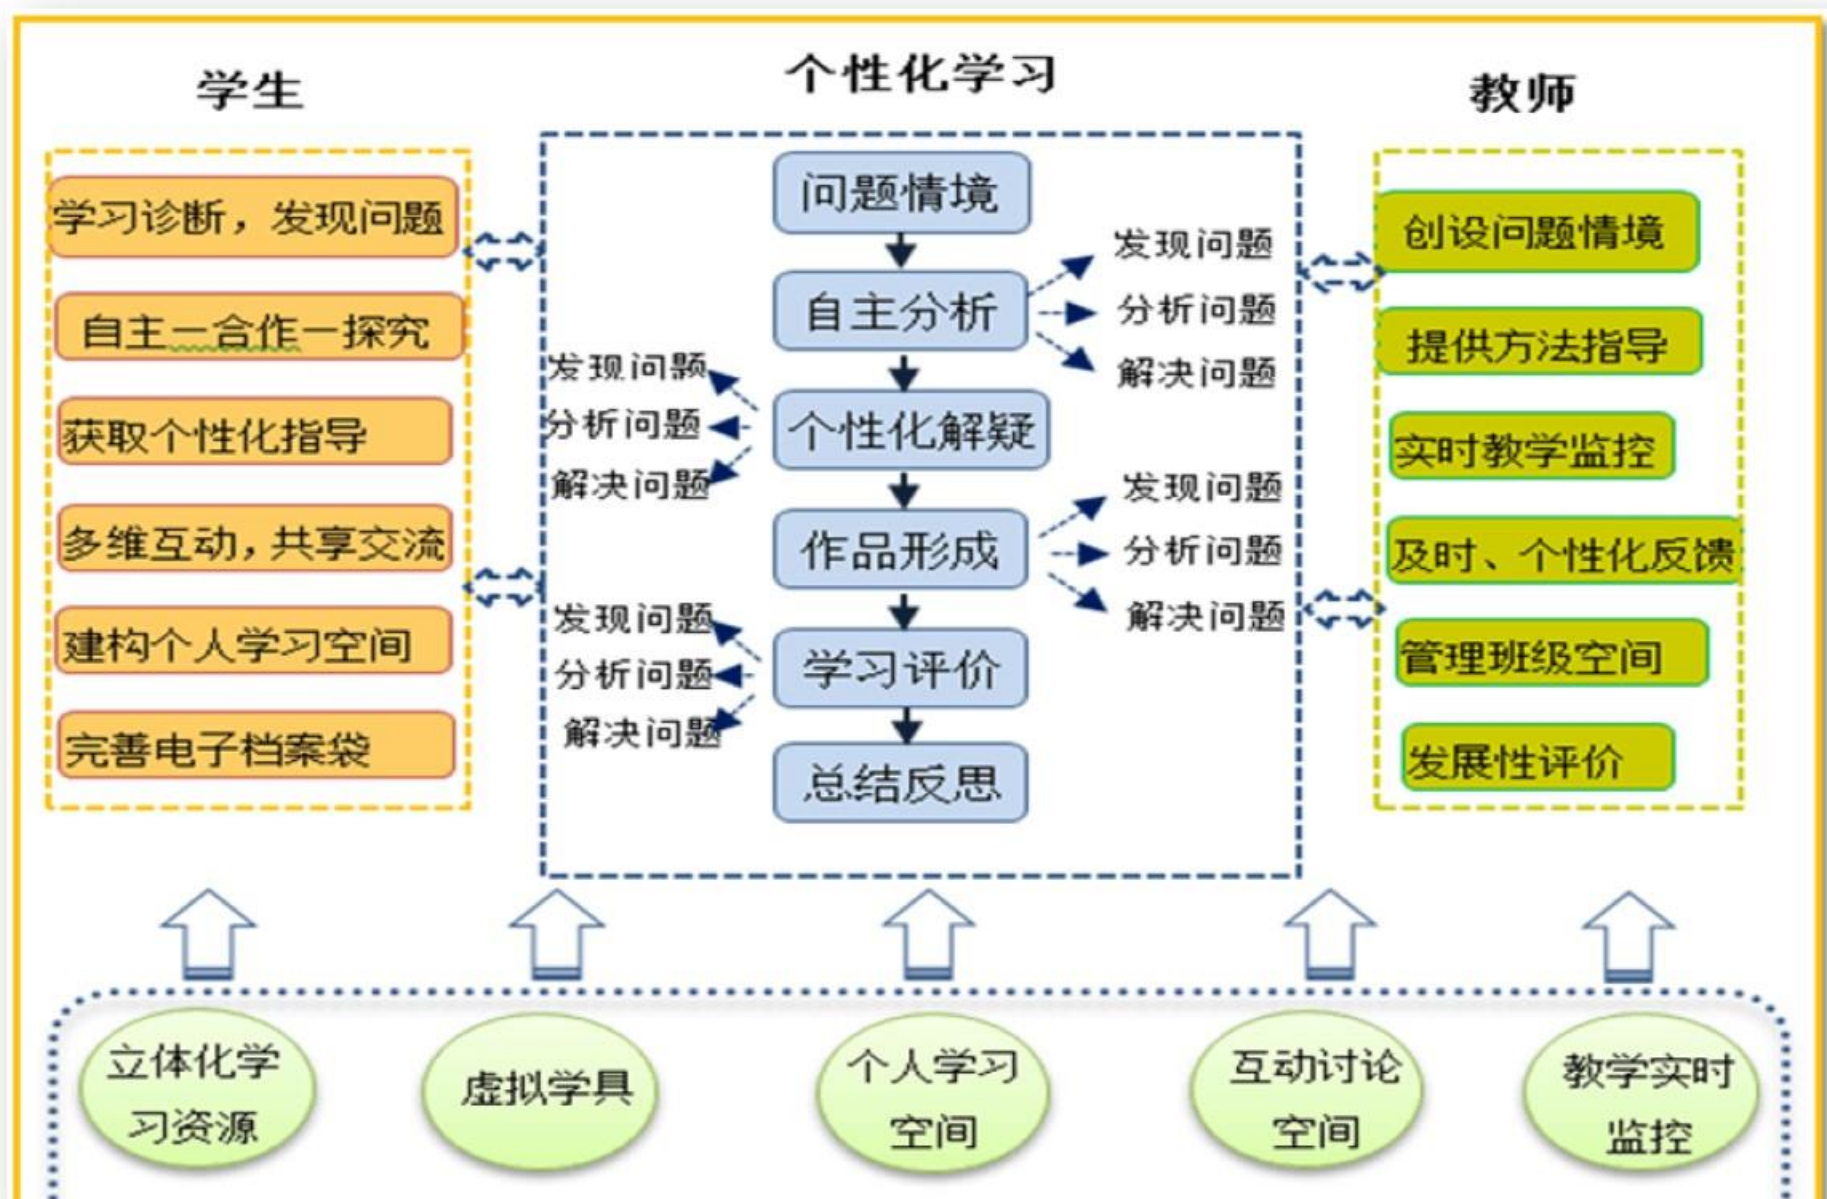 学生
个性化学习
教师
学习诊断，发现问题
自主—合作—探究
获取个性化指导
多维互动，共享交流
建构个人学习空间
完善电子档案袋
问题情境
自主分析
发现问题
分析问题
解决问题
个性化解疑
发现问题
分析问题
解决问题
作品形成
发现问题
分析问题
解决问题
学习评价
发现问题
分析问题
解决问题
总结反思
创设问题情境
提供方法指导
实时教学监控
及时、个性化反馈
管理班级空间
发展性评价
立体化学
习资源
虚拟学具
个人学习
空间
互动讨论
空间
教学实时
监控